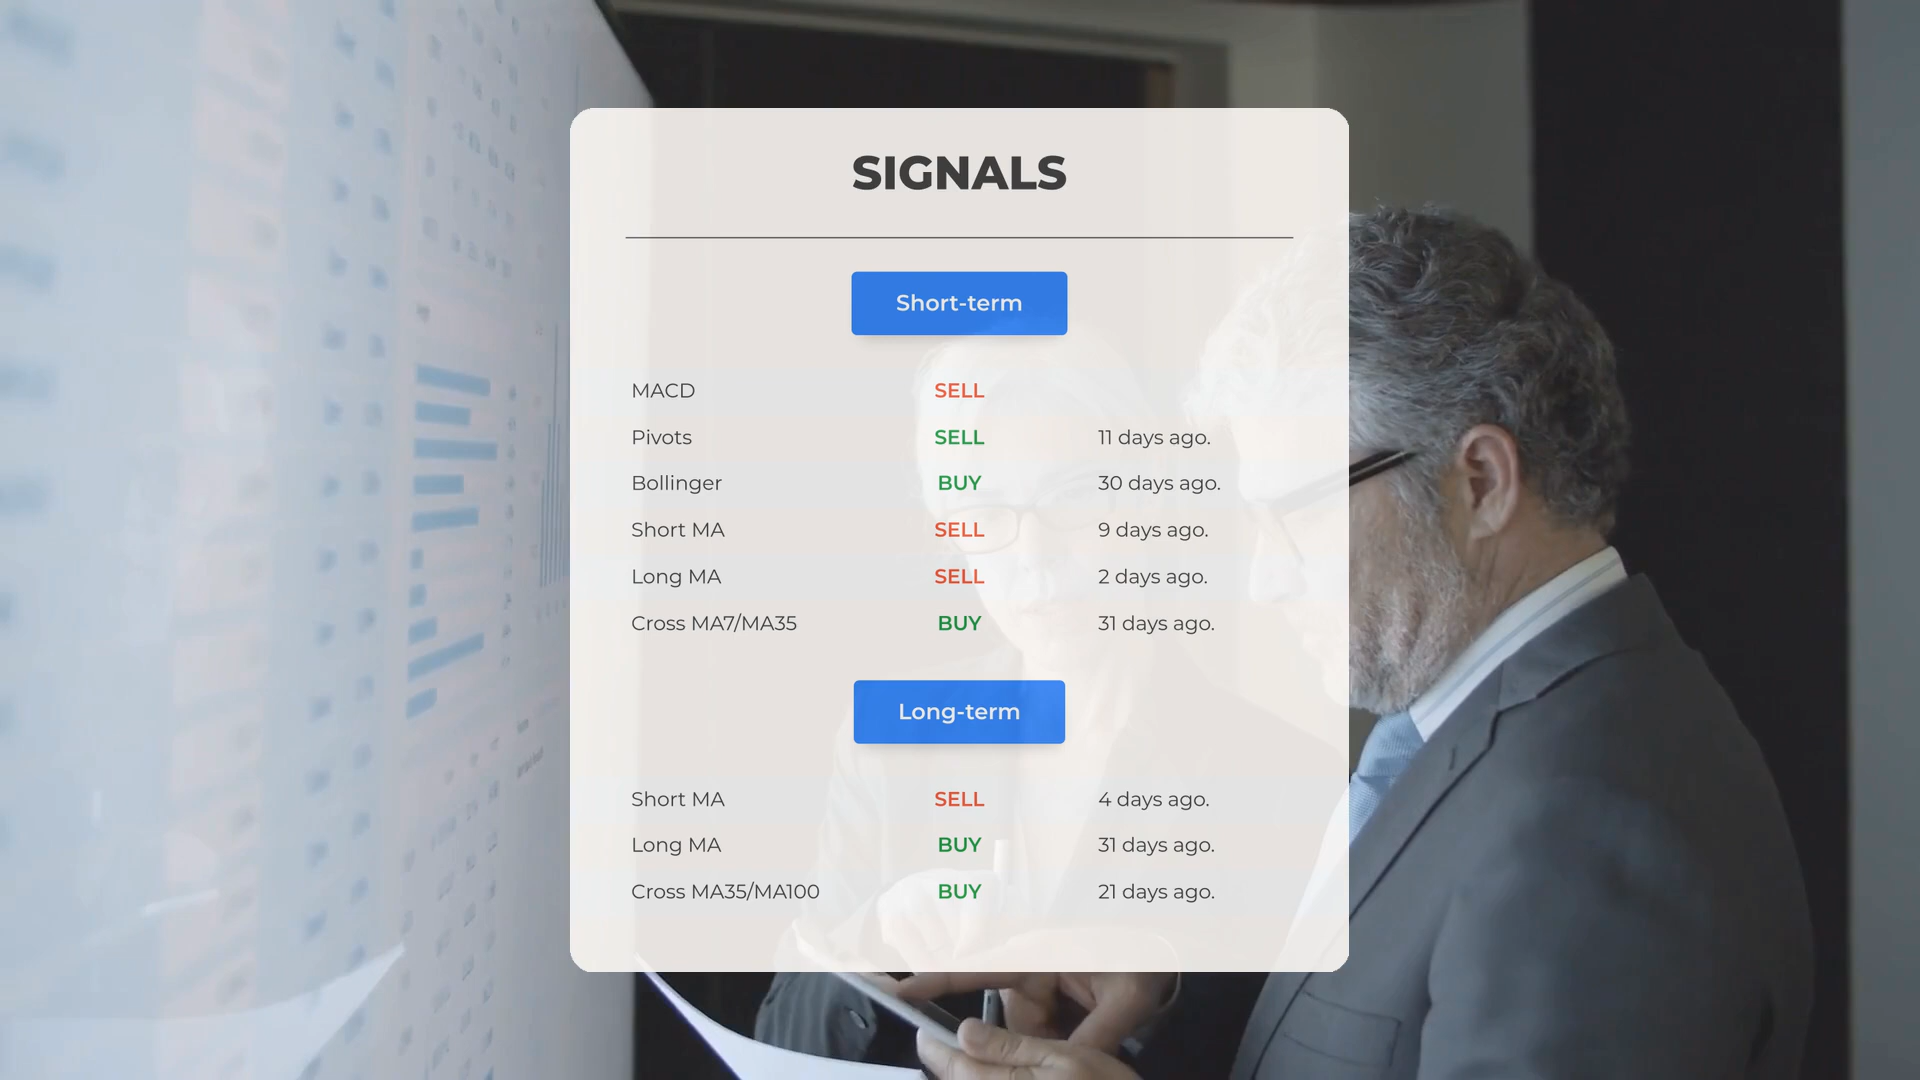 SIGNALS
Short-term
MACD SELL
Pivots SELL 11 days ago.
Bollinger BUY 30 days ago.
Short MA SELL 9 days ago.
Long MA SELL 2 days ago.
Cross MA7/MA35 BUY 31 days ago.
Long-term
Short MA SELL 4 days ago.
Long MA BUY 31 days ago.
Cross MA35/MA100 BUY 21 days ago.